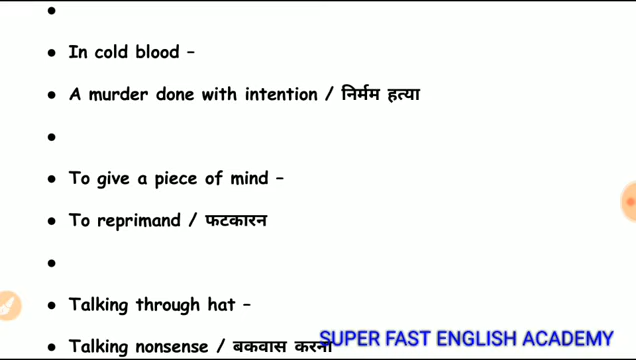 In cold blood –
A murder done with intention / निर्मम हत्या
To give a piece of mind –
To reprimand / फटकारन
Talking through hat –
Talking nonsense / बकवास करना
SUPER FAST ENGLISH ACADEMY